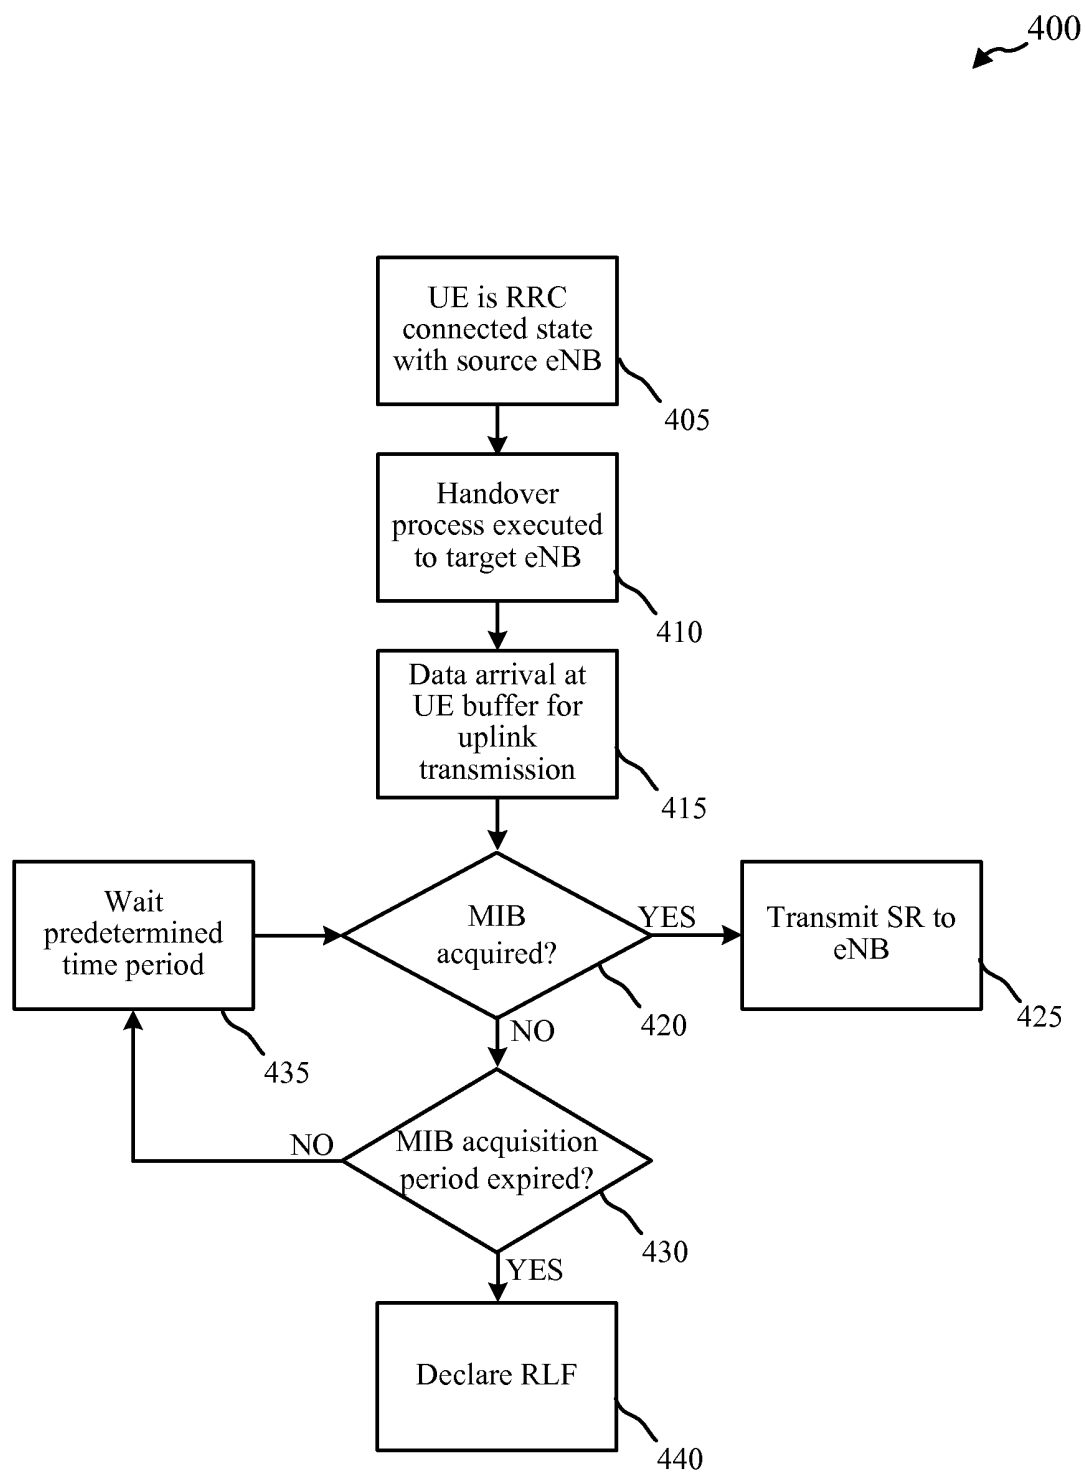 400
UE is RRC
connected state
with source eNB
405
Handover
process executed
to target eNB
410
Data arrival at
UE buffer for
uplink
transmission
415
Wait
predetermined
time period
435
MIB
acquired?
420
YES
Transmit SR to
eNB
425
NO
MIB acquisition
period expired?
430
NO
YES
Declare RLF
440